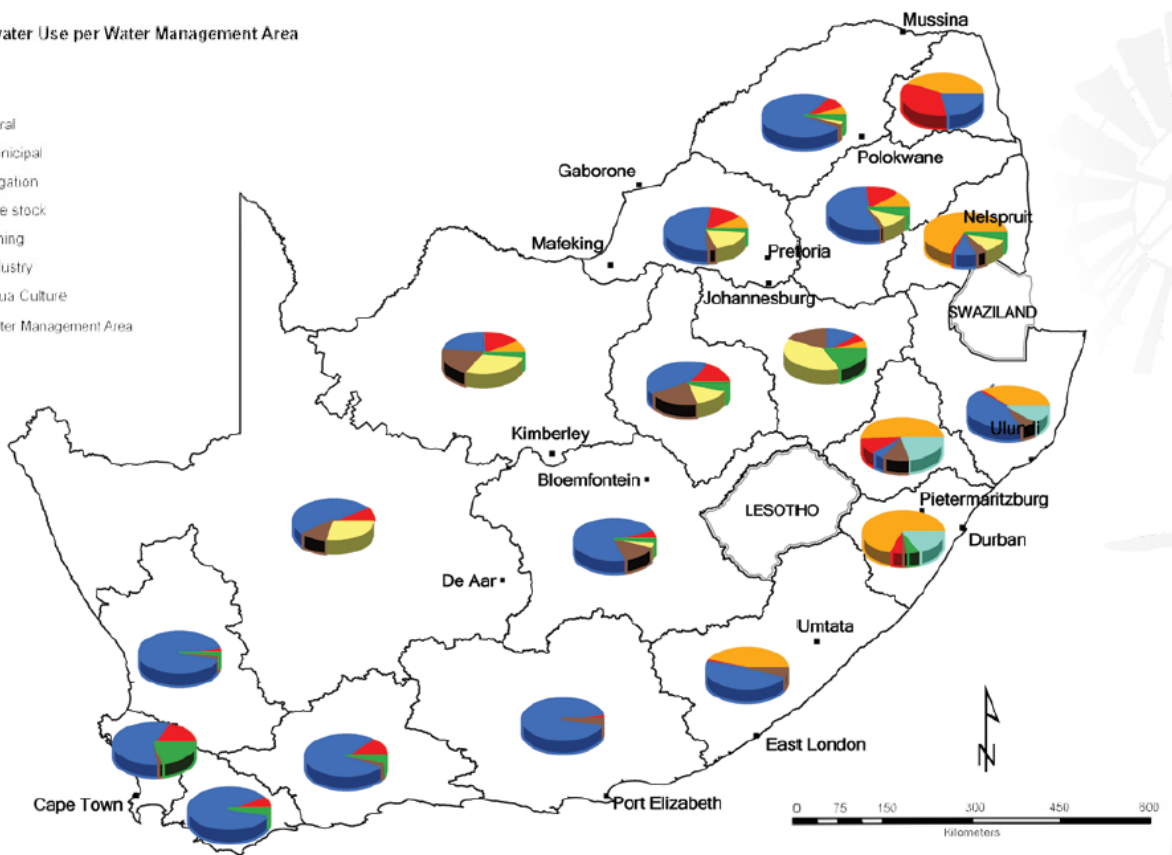 water Use per Water Management Area
ral
nicipal
gation
e stock
ning
dustry
ua Culture
ter Management Area
Mussina
Polokwane
Gaborone
Nelspruit
Mafeking
Pretoria
Johannesburg
SWAZILAND
Kimberley
Ulundi
Bloemfontein
LESOTHO
Pietermaritzburg
Durban
De Aar
Umtata
East London
Cape Town
Port Elizabeth
N
0 75 150 300 450 600
Kilometers